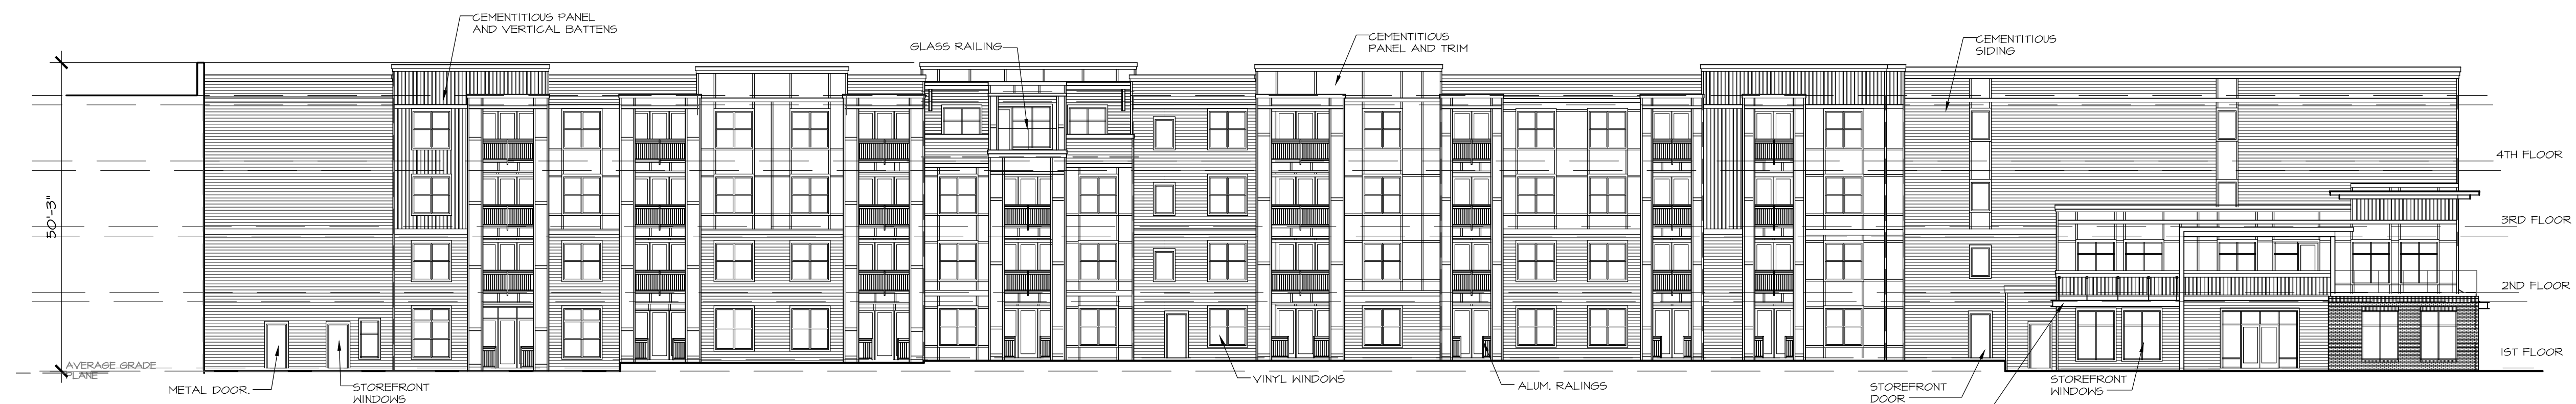 CEMENTITIOUS PANEL
AND VERTICAL BATTENS
GLASS RAILING
CEMENTITIOUS
PANEL AND TRIM
CEMENTITIOUS
SIDING
50'-3"
4TH FLOOR
3RD FLOOR
2ND FLOOR
1ST FLOOR
AVERAGE GRADE
PLANE
METAL DOOR.
STOREFRONT
WINDOWS
VINYL WINDOWS
ALUM. RALINGS
STOREFRONT
DOOR
STOREFRONT
WINDOWS